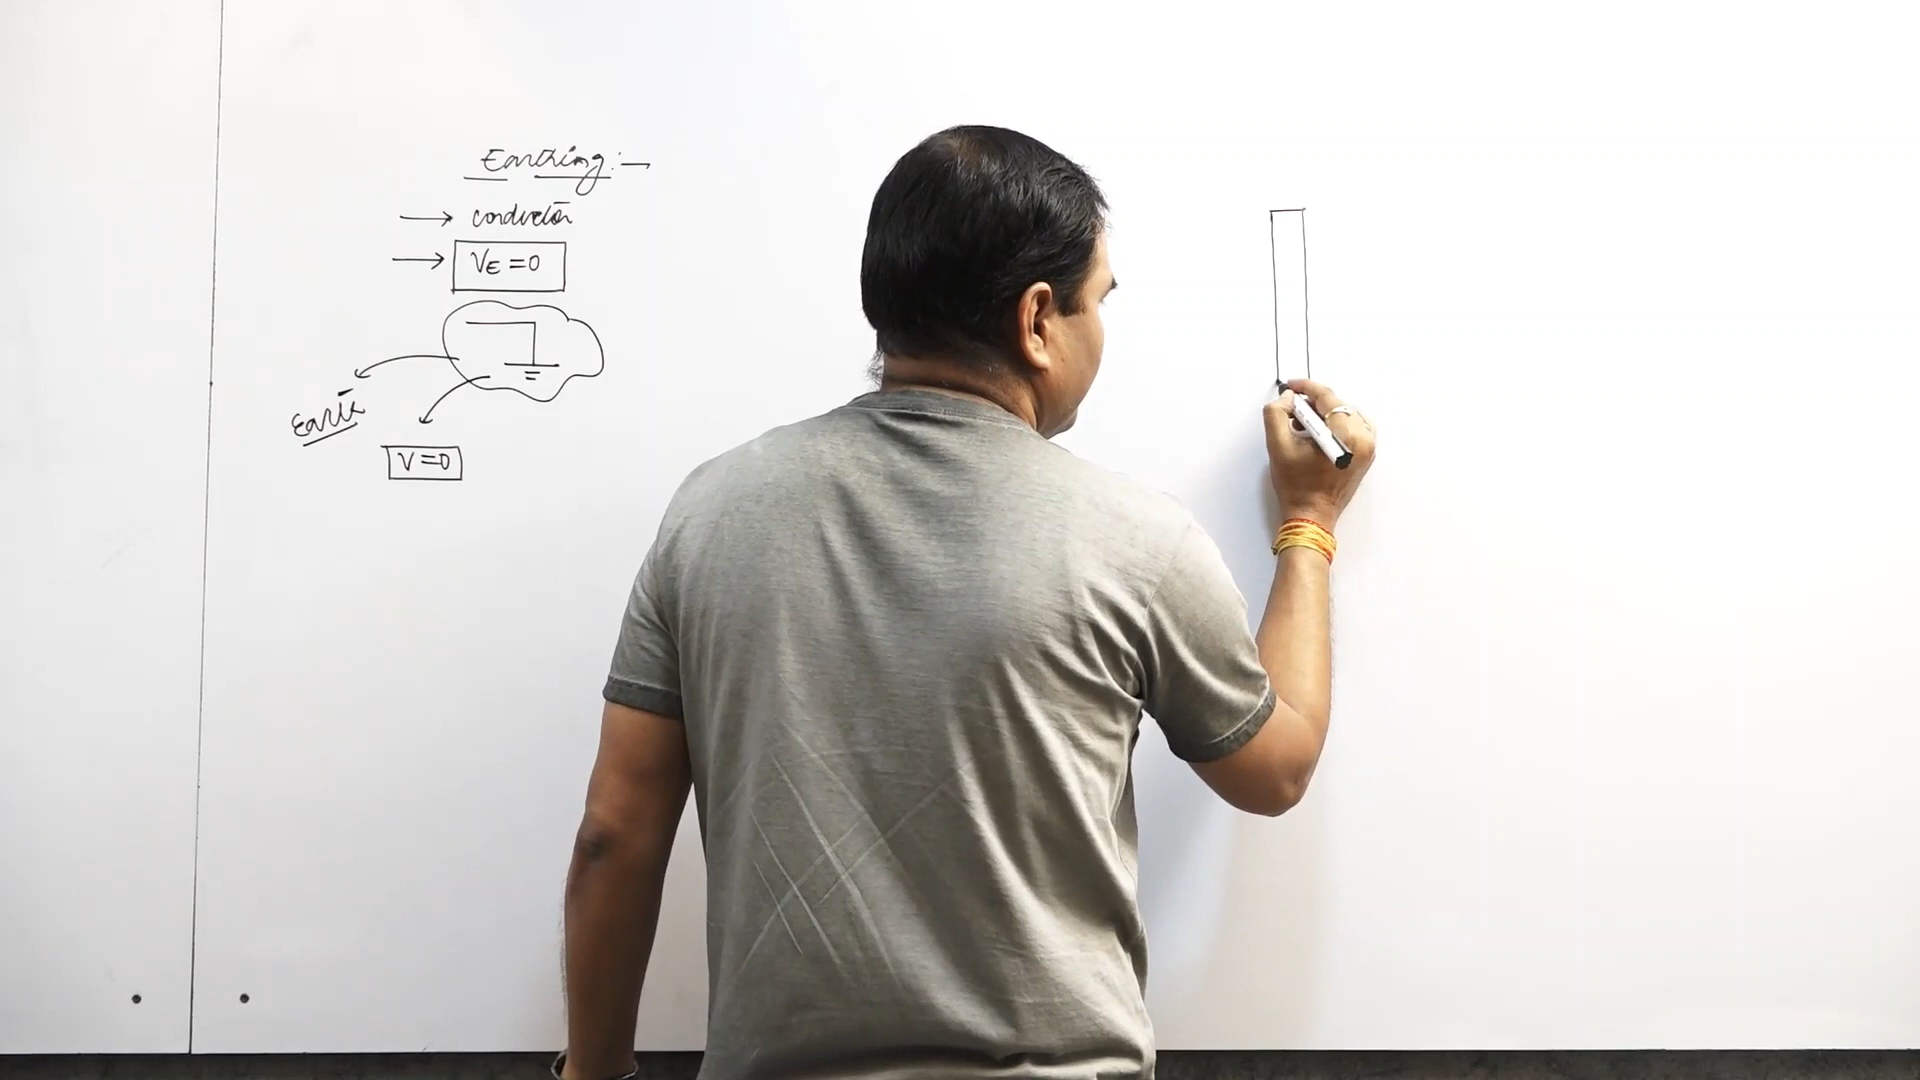 Earthing:-
→ conductor
→ VE=0
Earth
V=0